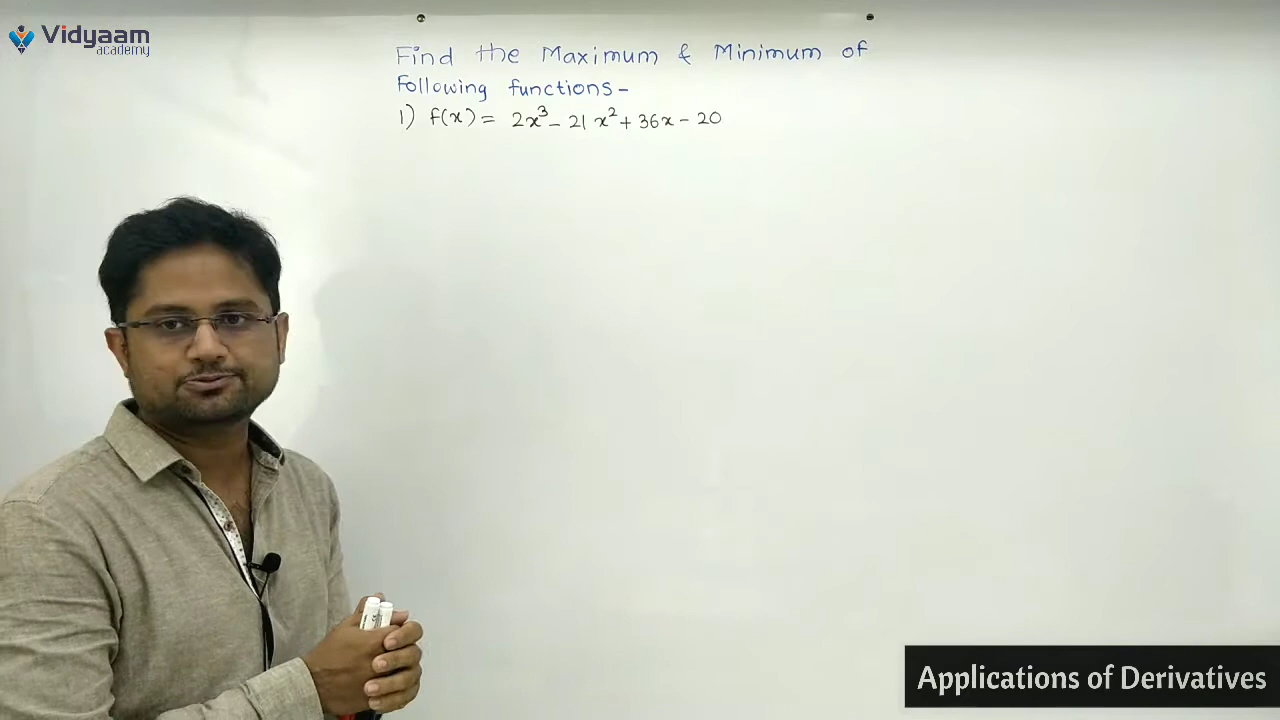 Vidyaam
academy
Find the Maximum & Minimum of
Following functions -
1) f(x) = 2x³ - 21x² + 36x - 20
Applications of Derivatives